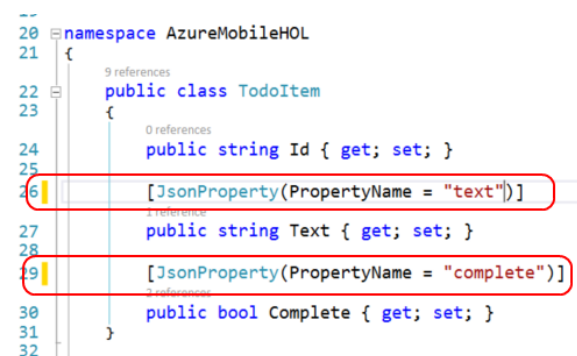 20 namespace AzureMobileHOL
21 {
9 references
22 public class TodoItem
23 {
0 references
24 public string Id { get; set; }
25
26 [JsonProperty(PropertyName = "text")]
1 reference
27 public string Text { get; set; }
28
29 [JsonProperty(PropertyName = "complete")]
2 references
30 public bool Complete { get; set; }
31 }
32